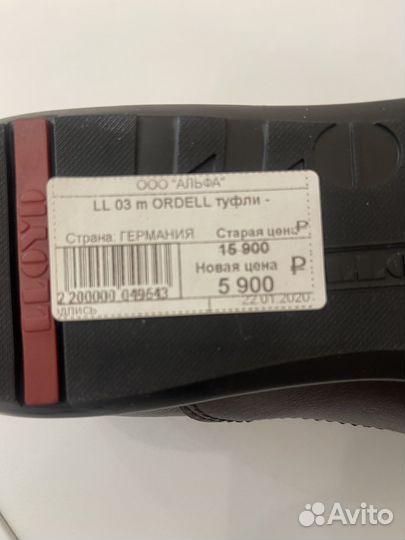 ООО "АЛЬФА"
LL 03 m ORDELL туфли -
Страна: ГЕРМАНИЯ
Старая цена ₽
15 900
Новая цена ₽
5 900
2 200000 049643
22.01.2020
дпись
LLOYD
Avito